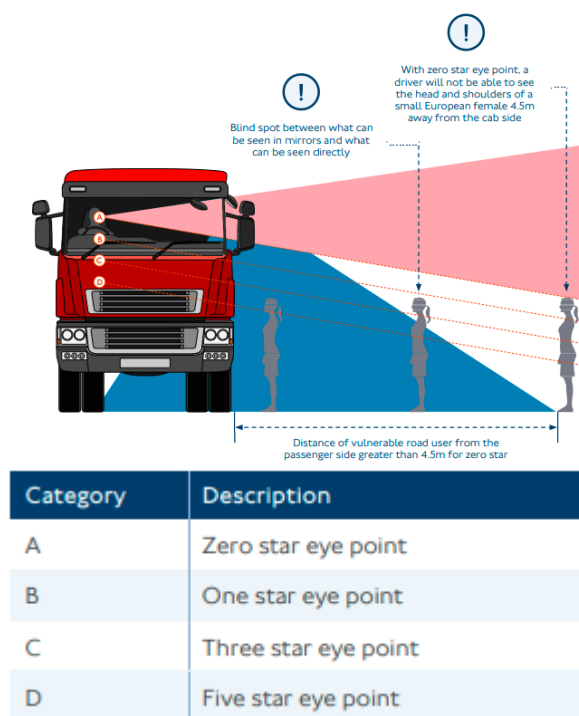 !
With zero star eye point, a
driver will not be able to see
the head and shoulders of a
small European female 4.5m
away from the cab side
!
Blind spot between what can
be seen in mirrors and what
can be seen directly
A
B
C
D
Distance of vulnerable road user from the
passenger side greater than 4.5m for zero star
Category Description
A Zero star eye point
B One star eye point
C Three star eye point
D Five star eye point